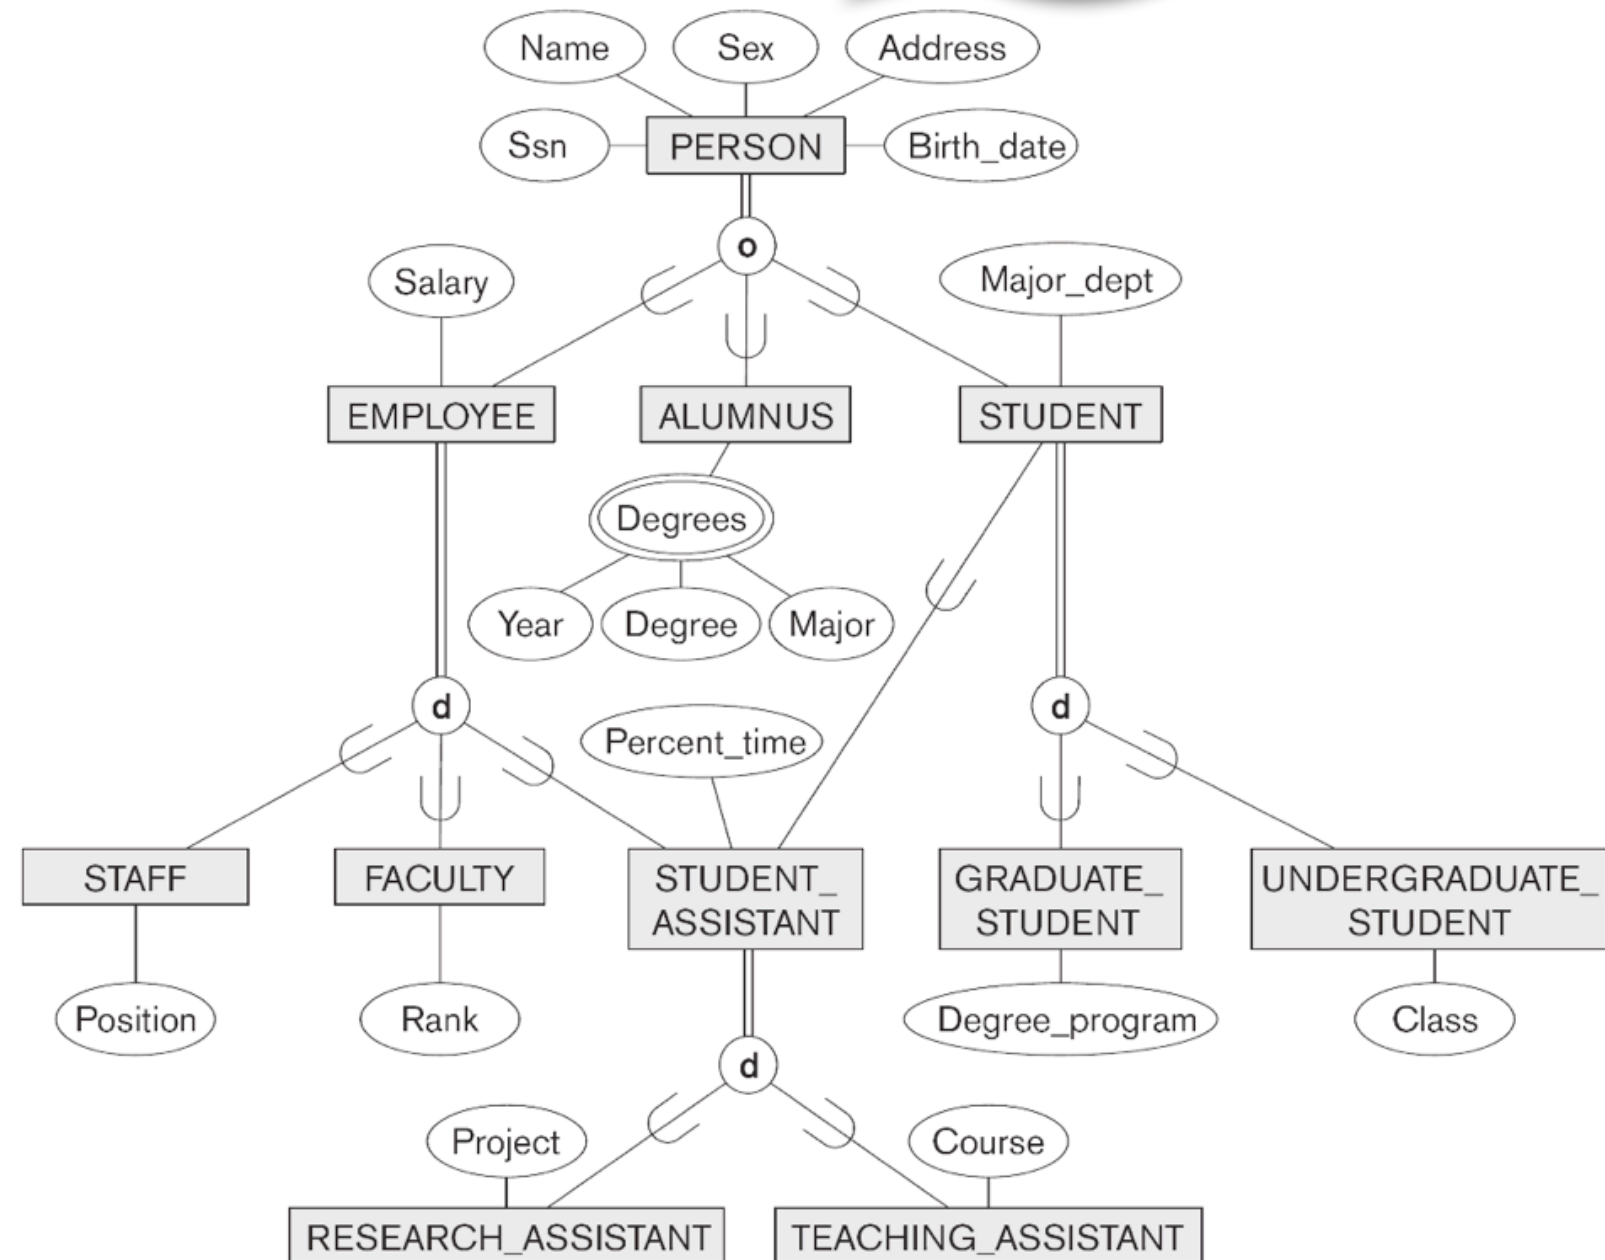 Name
Sex
Address
Ssn
PERSON
Birth_date
o
Salary
Major_dept
EMPLOYEE
ALUMNUS
STUDENT
Degrees
Year
Degree
Major
d
d
Percent_time
STAFF
FACULTY
STUDENT_
ASSISTANT
GRADUATE_
STUDENT
UNDERGRADUATE_
STUDENT
Position
Rank
Degree_program
Class
d
Project
Course
RESEARCH_ASSISTANT
TEACHING_ASSISTANT